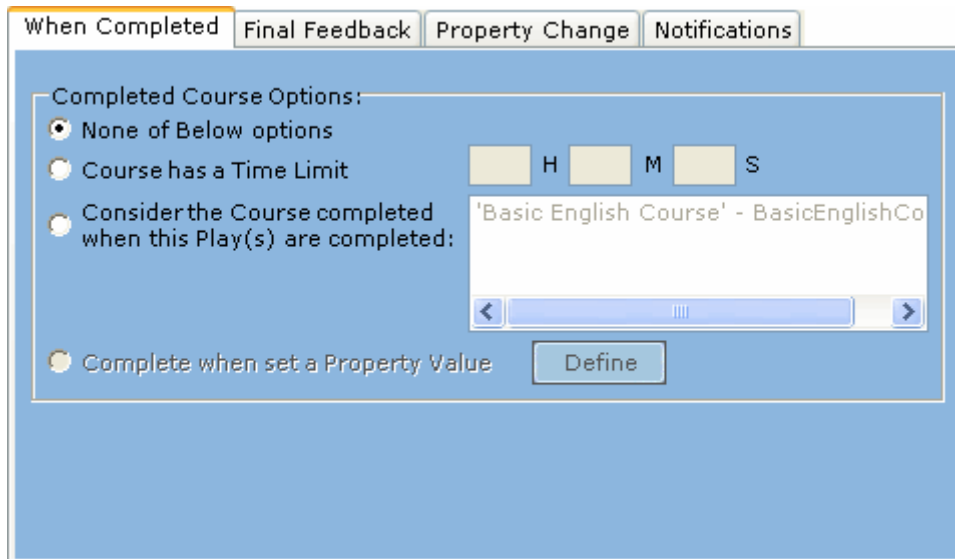 When Completed Final Feedback Property Change Notifications
Completed Course Options:
None of Below options
Course has a Time Limit H M S
Consider the Course completed
when this Play(s) are completed:
'Basic English Course' - BasicEnglishCo
Complete when set a Property Value Define